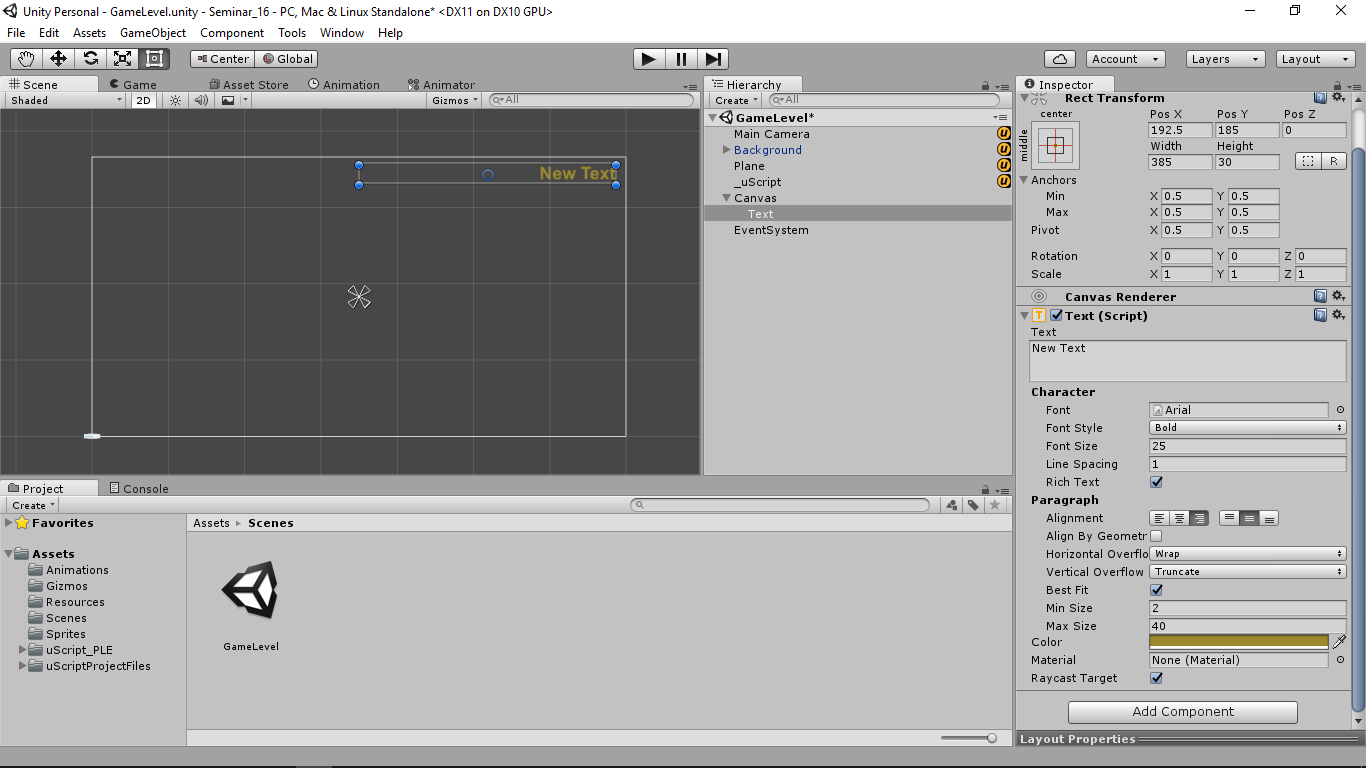 Unity Personal - GameLevel.unity - Seminar_16 - PC, Mac & Linux Standalone* <DX11 on DX10 GPU>
File Edit Assets GameObject Component Tools Window Help
Center Global Account Layers Layout
Scene Game Asset Store Animation Animator
Shaded 2D Gizmos All
New Text
Hierarchy
Create All
GameLevel*
Main Camera
Background
Plane
_uScript
Canvas
Text
EventSystem
Inspector
Rect Transform
center Pos X Pos Y Pos Z
middle 192.5 185 0
Width Height
385 30 R
Anchors
Min X 0.5 Y 0.5
Max X 0.5 Y 0.5
Pivot X 0.5 Y 0.5
Rotation X 0 Y 0 Z 0
Scale X 1 Y 1 Z 1
Canvas Renderer
T Text (Script)
Text
New Text
Character
Font Arial
Font Style Bold
Font Size 25
Line Spacing 1
Rich Text
Paragraph
Alignment
Align By Geometr
Horizontal Overflo Wrap
Vertical Overflow Truncate
Best Fit
Min Size 2
Max Size 40
Color
Material None (Material)
Raycast Target
Add Component
Layout Properties
Project Console
Create
Favorites
Assets
Animations
Gizmos
Resources
Scenes
Sprites
uScript_PLE
uScriptProjectFiles
Assets Scenes
GameLevel